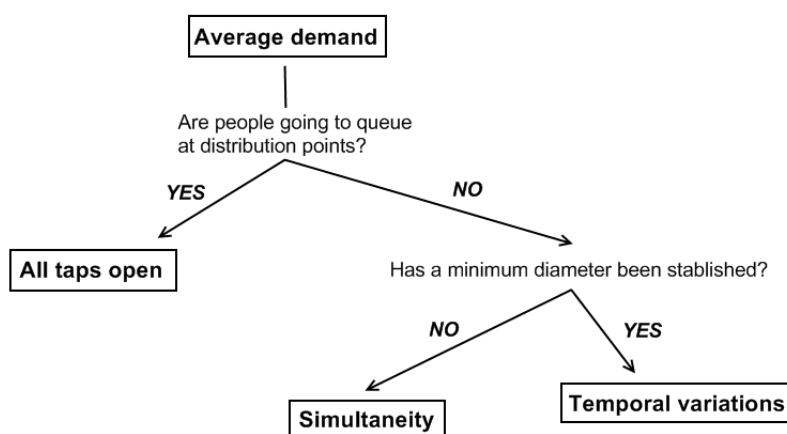 Average demand
Are people going to queue
at distribution points?
YES
NO
All taps open
Has a minimum diameter been stablished?
NO
YES
Simultaneity
Temporal variations